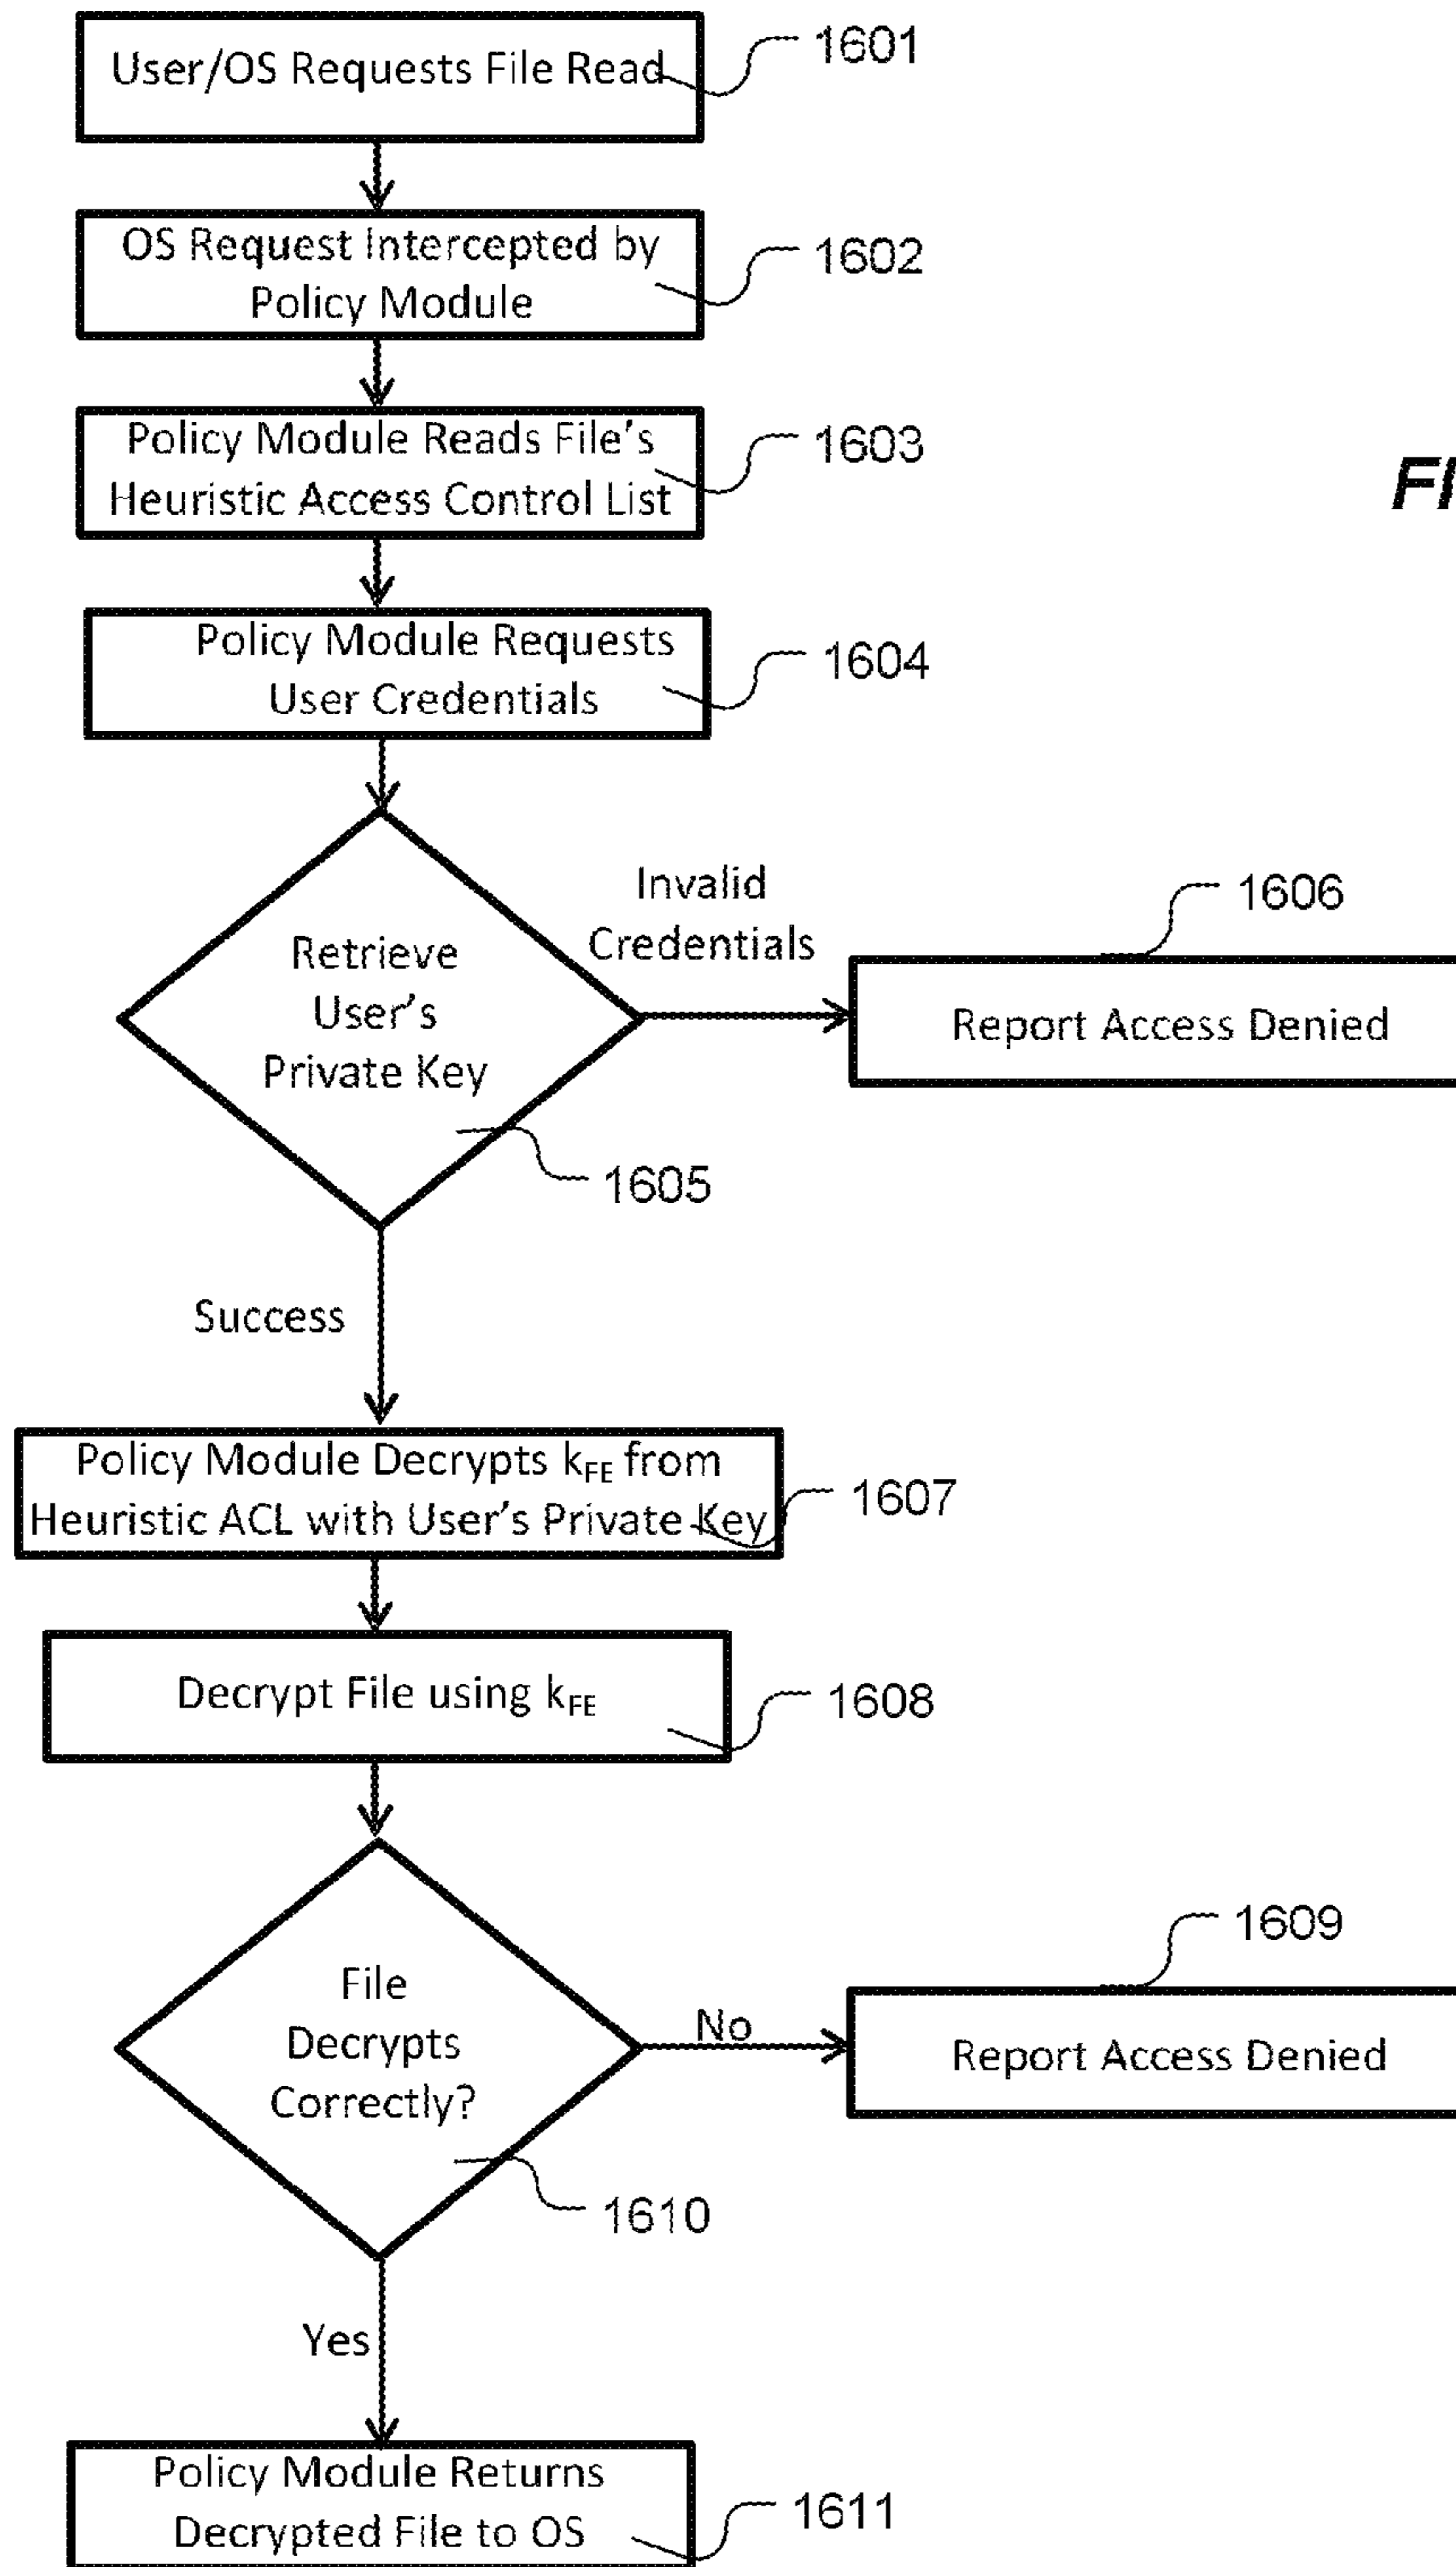 User/OS Requests File Read
1601
OS Request Intercepted by
Policy Module
1602
Policy Module Reads File's
Heuristic Access Control List
1603
FI
Policy Module Requests
User Credentials
1604
Invalid
Credentials
Retrieve
User's
Private Key
1605
1606
Report Access Denied
Success
Policy Module Decrypts kFE from
Heuristic ACL with User's Private Key
1607
Decrypt File using kFE
1608
File
Decrypts
Correctly?
1610
No
1609
Report Access Denied
Yes
Policy Module Returns
Decrypted File to OS
1611